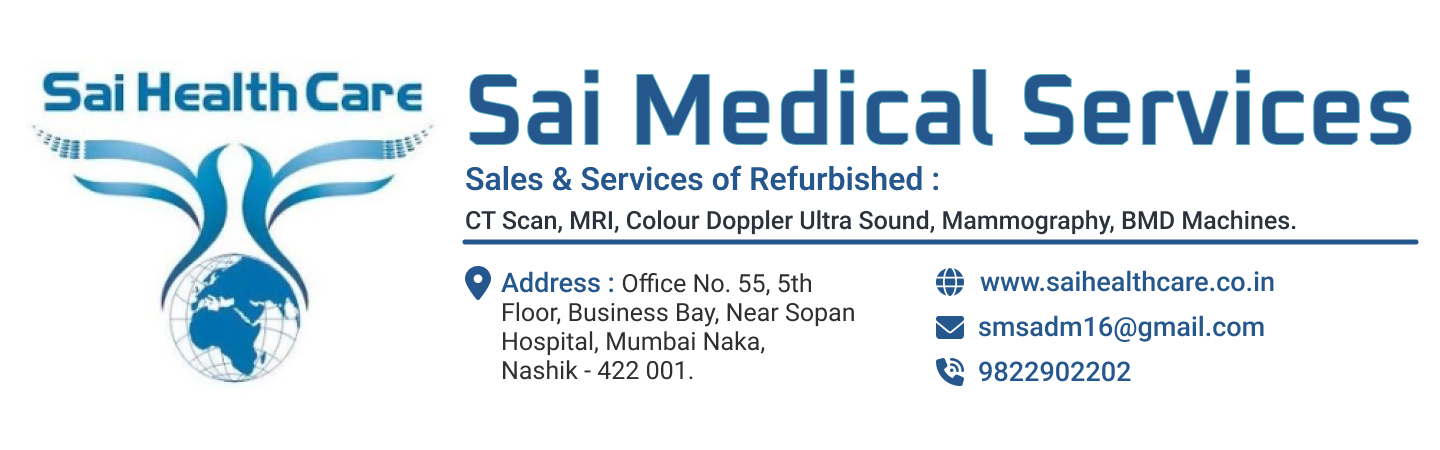 Sai Health Care
Sai Medical Services
Sales & Services of Refurbished :
CT Scan, MRI, Colour Doppler Ultra Sound, Mammography, BMD Machines.
Address : Office No. 55, 5th
Floor, Business Bay, Near Sopan
Hospital, Mumbai Naka,
Nashik - 422 001.
www.saihealthcare.co.in
smsadm16@gmail.com
9822902202